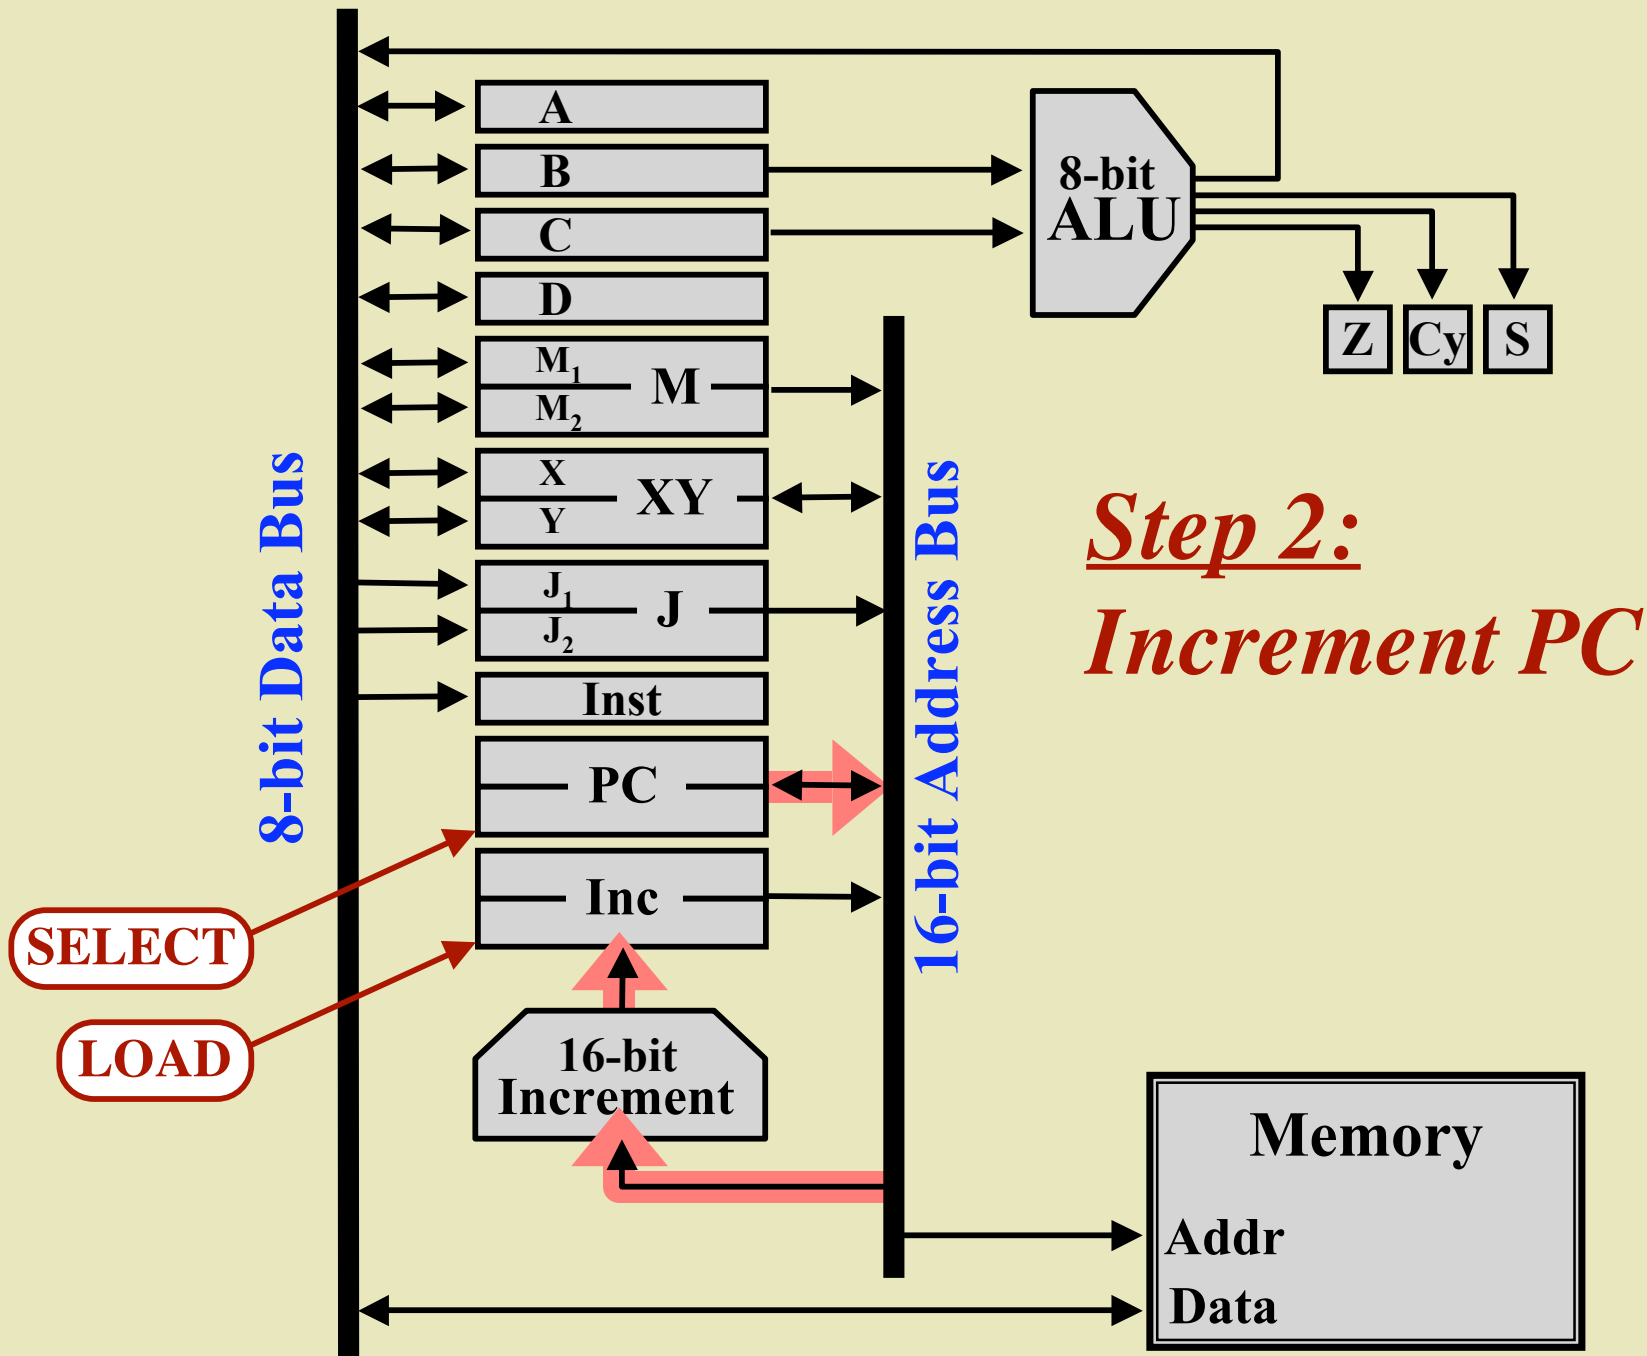 A
B
C
D
M1
M2
M
X
Y
XY
J1
J2
J
Inst
PC
Inc
16-bit
Increment
8-bit
ALU
Z
Cy
S
8-bit Data Bus
16-bit Address Bus
Step 2:
Increment PC
SELECT
LOAD
Memory
Addr
Data